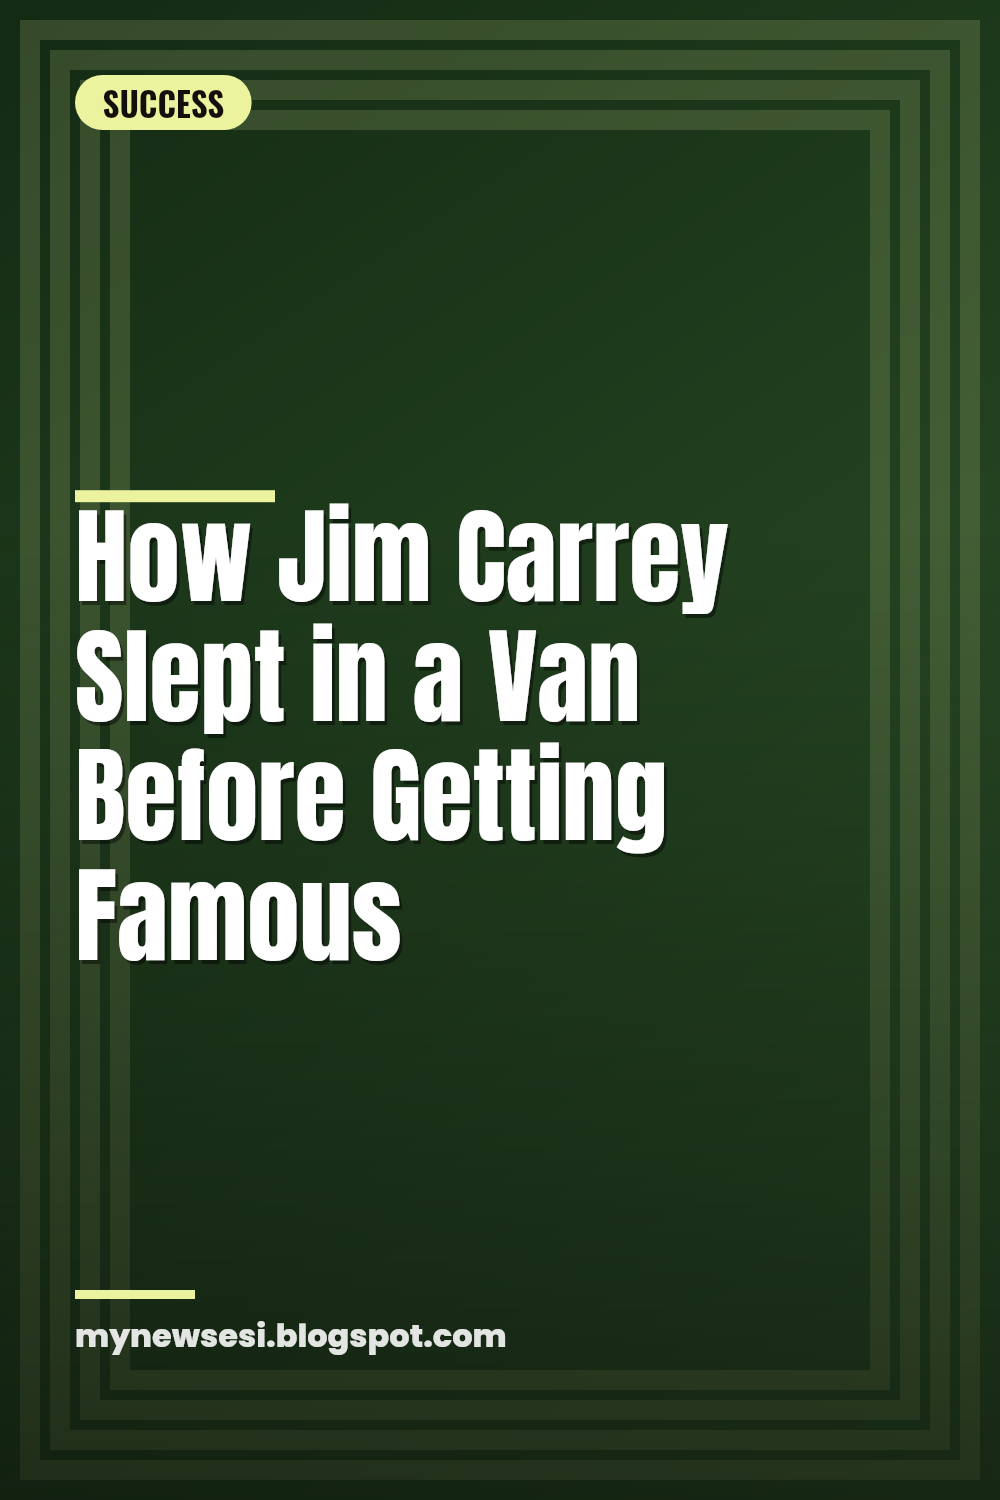 SUCCESS
How Jim Carrey
Slept in a Van
Before Getting
Famous
mynewsesi.blogspot.com